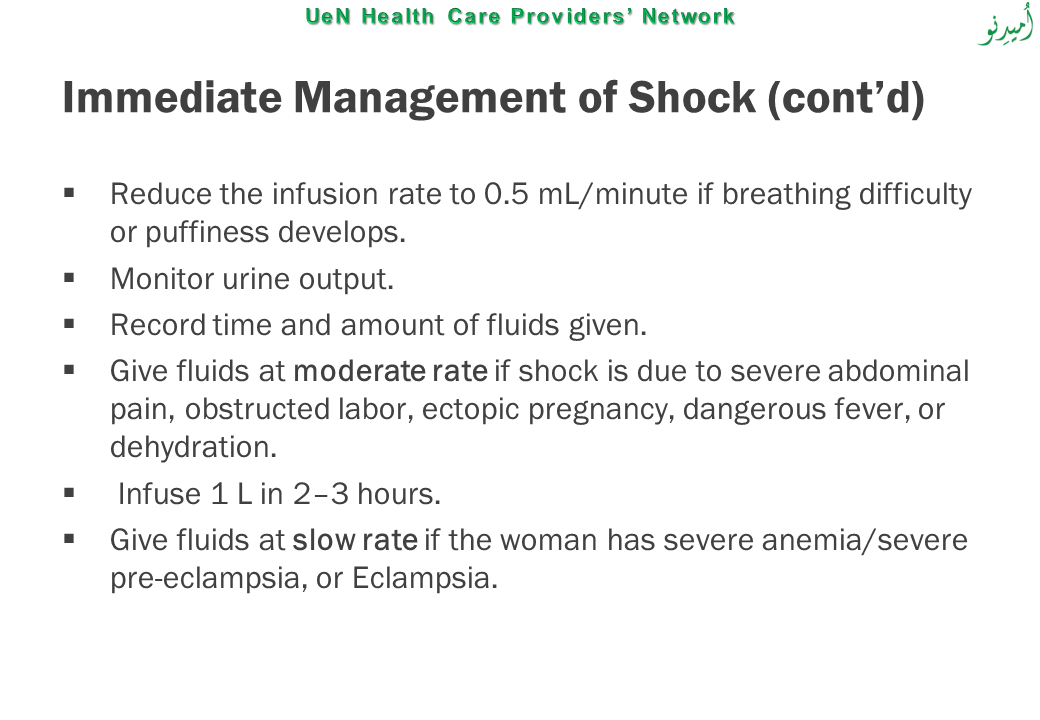 UeN Health Care Providers’ Network
اُميدِنو
Immediate Management of Shock (cont’d)
▪ Reduce the infusion rate to 0.5 mL/minute if breathing difficulty
or puffiness develops.
▪ Monitor urine output.
▪ Record time and amount of fluids given.
▪ Give fluids at moderate rate if shock is due to severe abdominal
pain, obstructed labor, ectopic pregnancy, dangerous fever, or
dehydration.
▪ Infuse 1 L in 2–3 hours.
▪ Give fluids at slow rate if the woman has severe anemia/severe
pre-eclampsia, or Eclampsia.